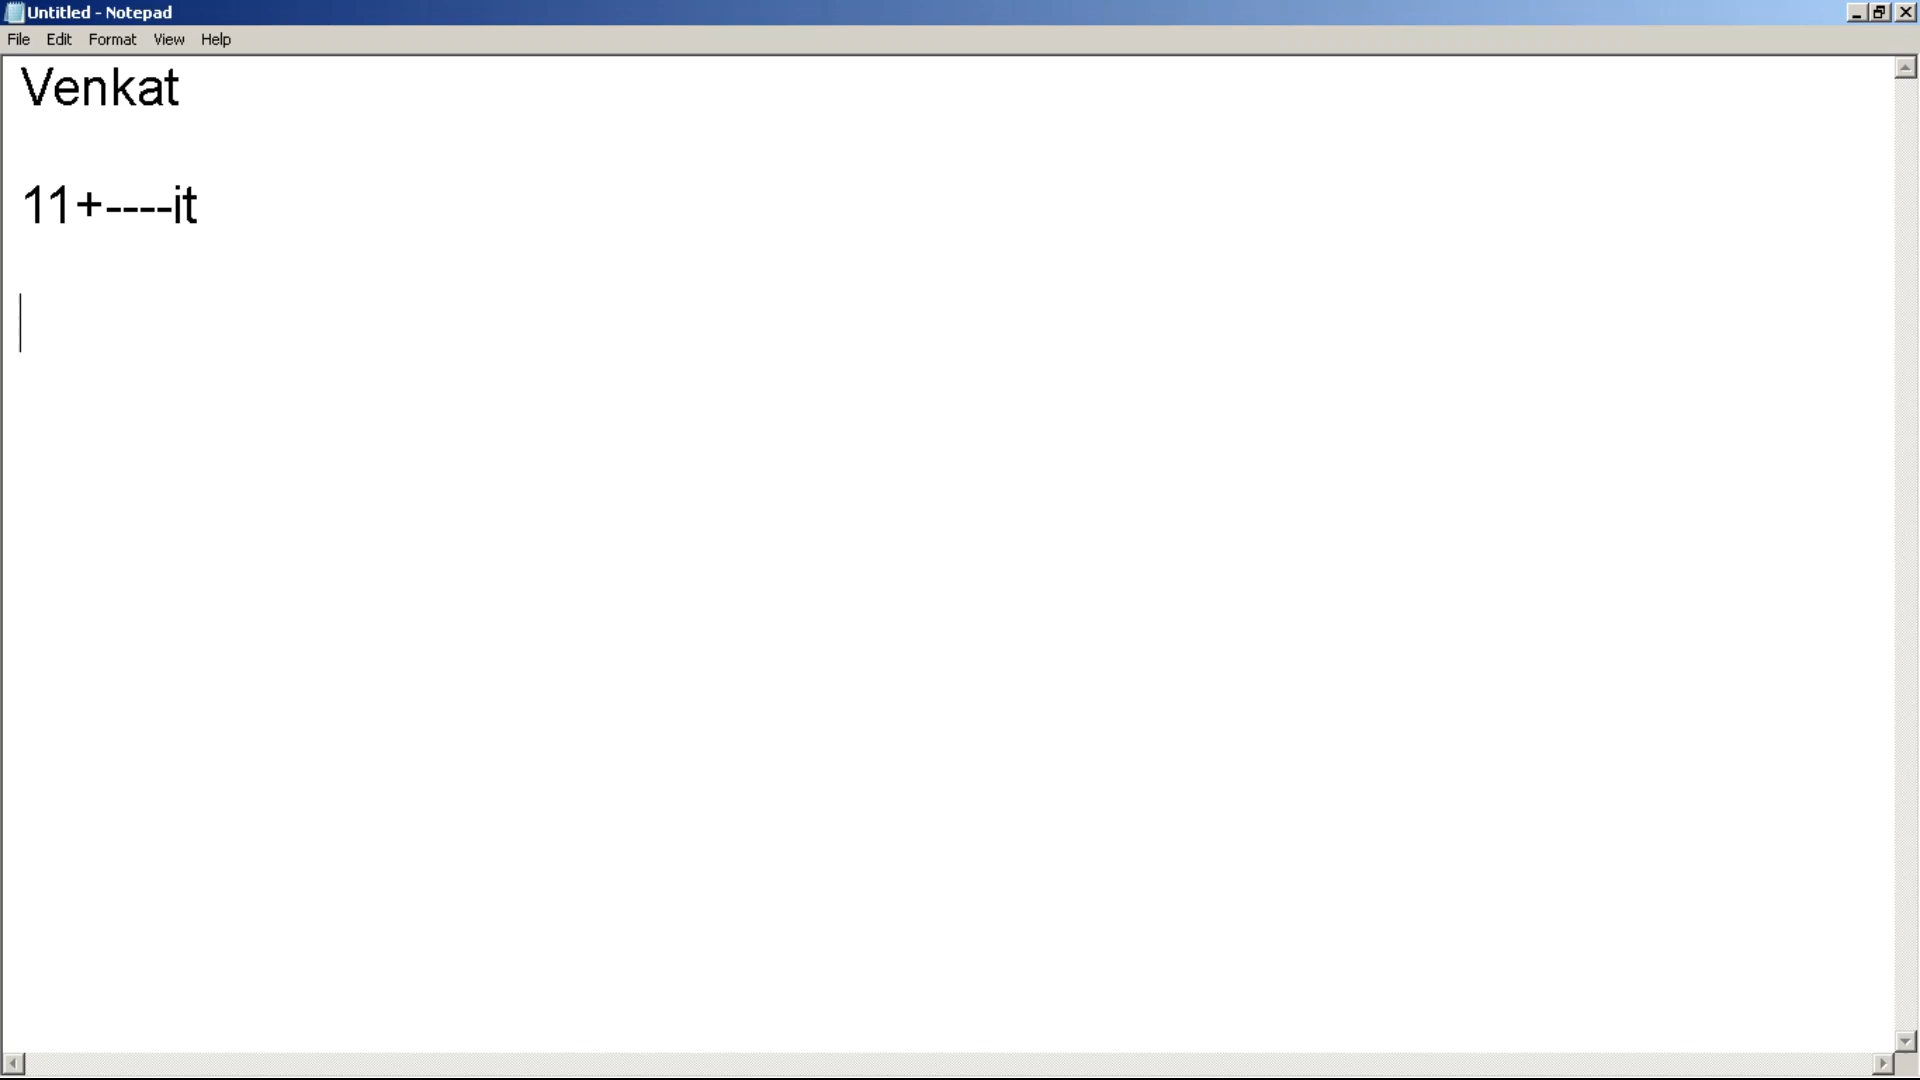 Untitled - Notepad
File Edit Format View Help
Venkat
11+----it